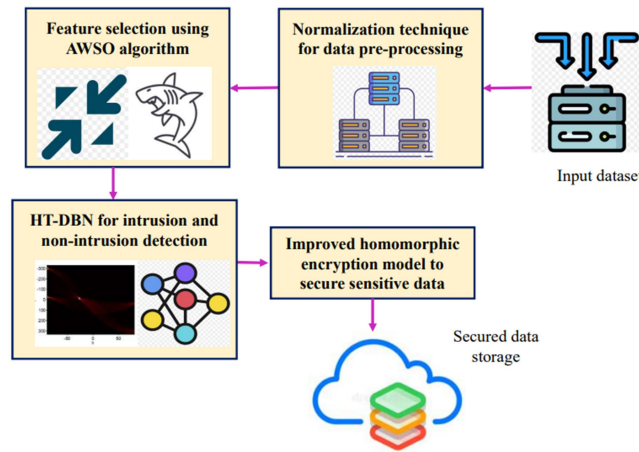 Feature selection using
AWSO algorithm
Normalization technique
for data pre-processing
Input dataset
HT-DBN for intrusion and
non-intrusion detection
Improved homomorphic
encryption model to
secure sensitive data
Secured data
storage